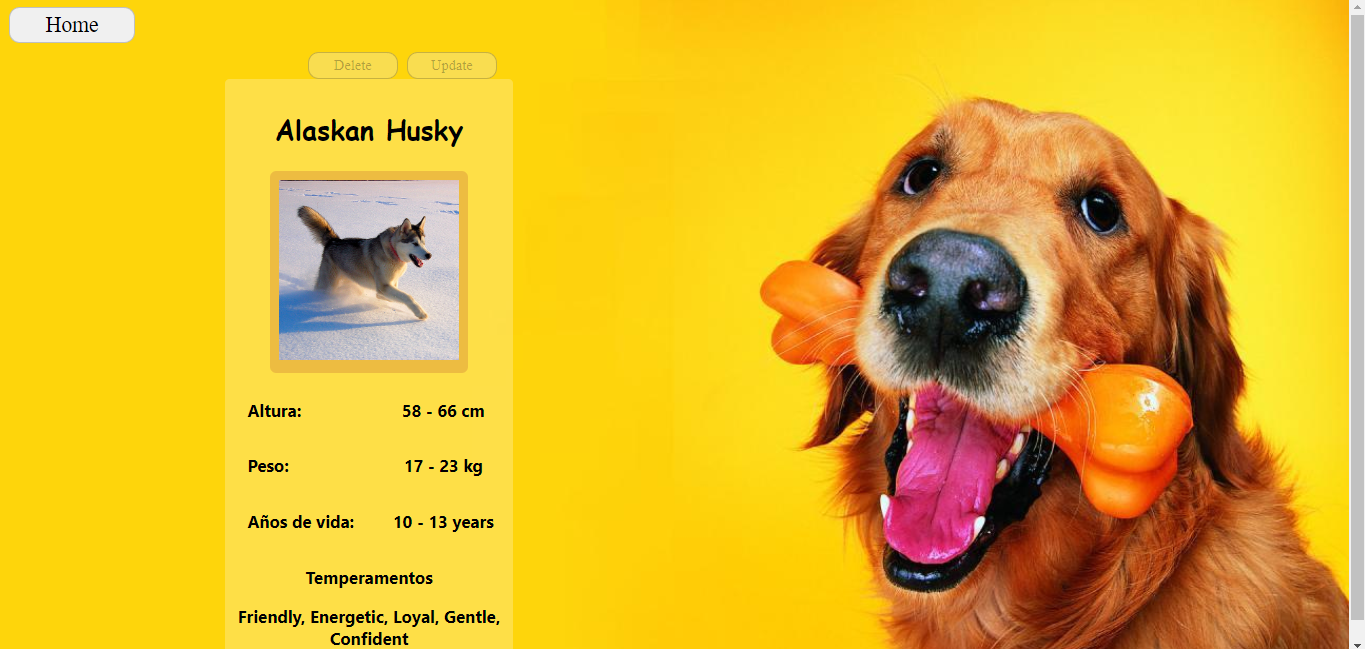 Home
Delete Update
Alaskan Husky
Altura: 58 - 66 cm
Peso: 17 - 23 kg
Años de vida: 10 - 13 years
Temperamentos
Friendly, Energetic, Loyal, Gentle,
Confident